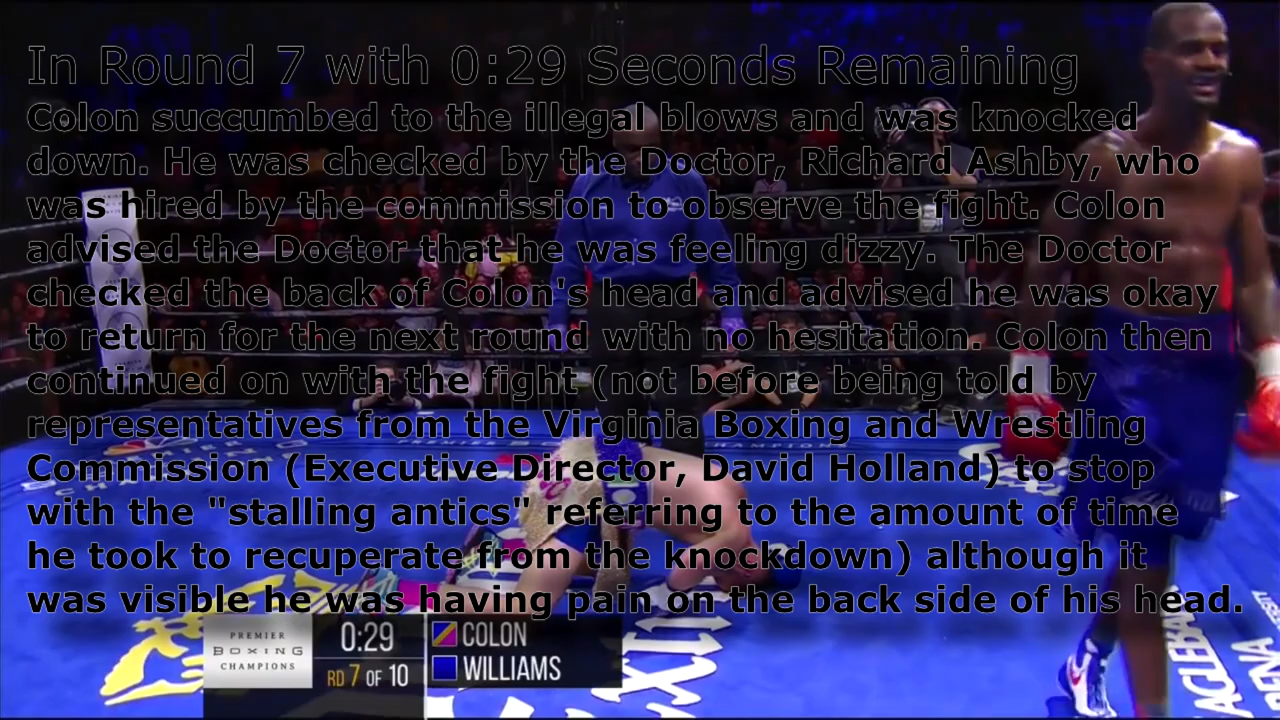 In Round 7 with 0:29 Seconds Remaining
Colon succumbed to the illegal blows and was knocked
down. He was checked by the Doctor, Richard Ashby, who
was hired by the commission to observe the fight. Colon
advised the Doctor that he was feeling dizzy. The Doctor
checked the back of Colon's head and advised he was okay
to return for the next round with no hesitation. Colon then
continued on with the fight (not before being told by
representatives from the Virginia Boxing and Wrestling
Commission (Executive Director, David Holland) to stop
with the "stalling antics" referring to the amount of time
he took to recuperate from the knockdown) although it
was visible he was having pain on the back side of his head.
PREMIER
BOXING
CHAMPIONS
0:29
RD 7 OF 10
COLON
WILLIAMS